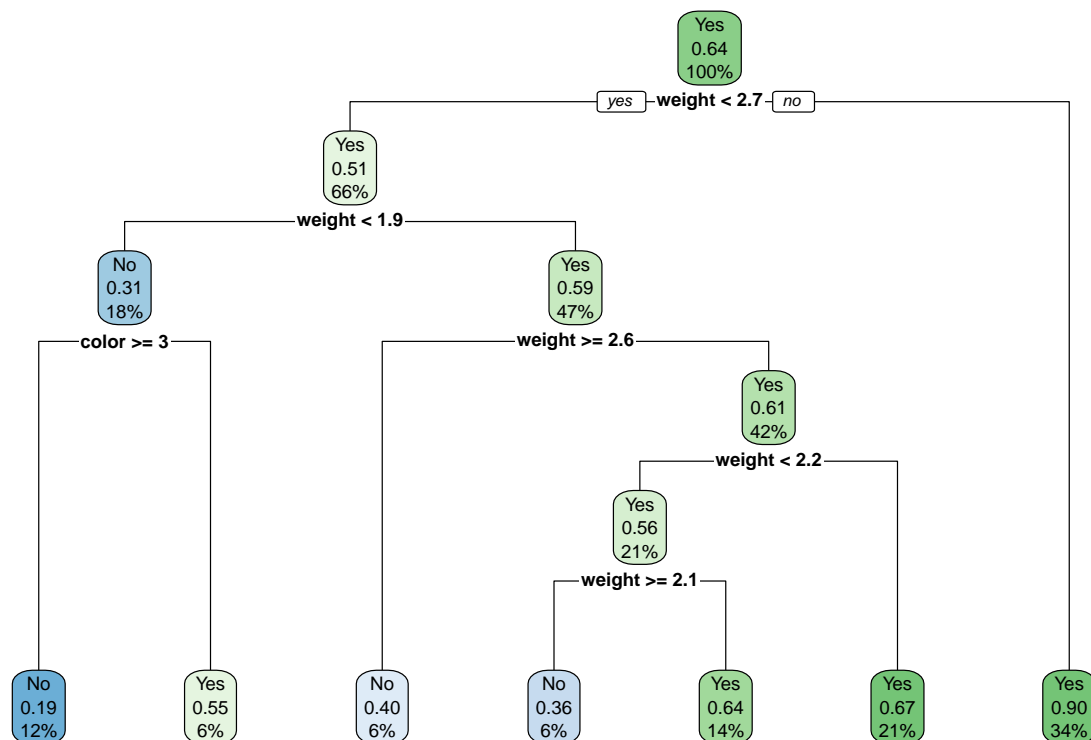 Yes
0.64
100%
yes weight < 2.7 no
Yes
0.51
66%
weight < 1.9
No
0.31
18%
color >= 3
Yes
0.59
47%
weight >= 2.6
Yes
0.61
42%
weight < 2.2
Yes
0.56
21%
weight >= 2.1
No
0.19
12%
Yes
0.55
6%
No
0.40
6%
No
0.36
6%
Yes
0.64
14%
Yes
0.67
21%
Yes
0.90
34%